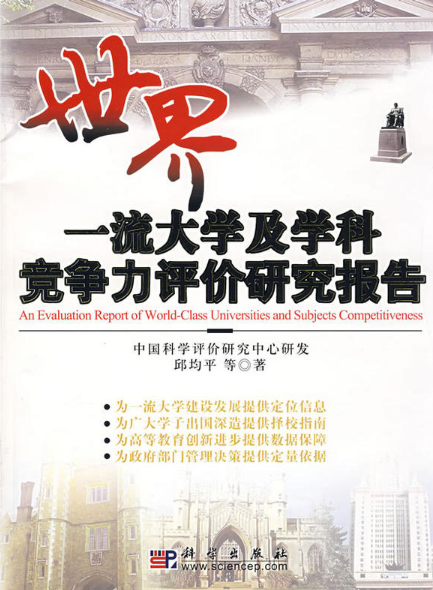 世界
一流大学及学科
竞争力评价研究报告
An Evaluation Report of World-Class Universities and Subjects Competitiveness
中国科学评价研究中心研发
邱均平 等◎著
● 为一流大学建设发展提供定位信息
● 为广大学子出国深造提供择校指南
● 为高等教育创新进步提供数据保障
● 为政府部门管理决策提供定量依据
SP 科学出版社
www.sciencep.com